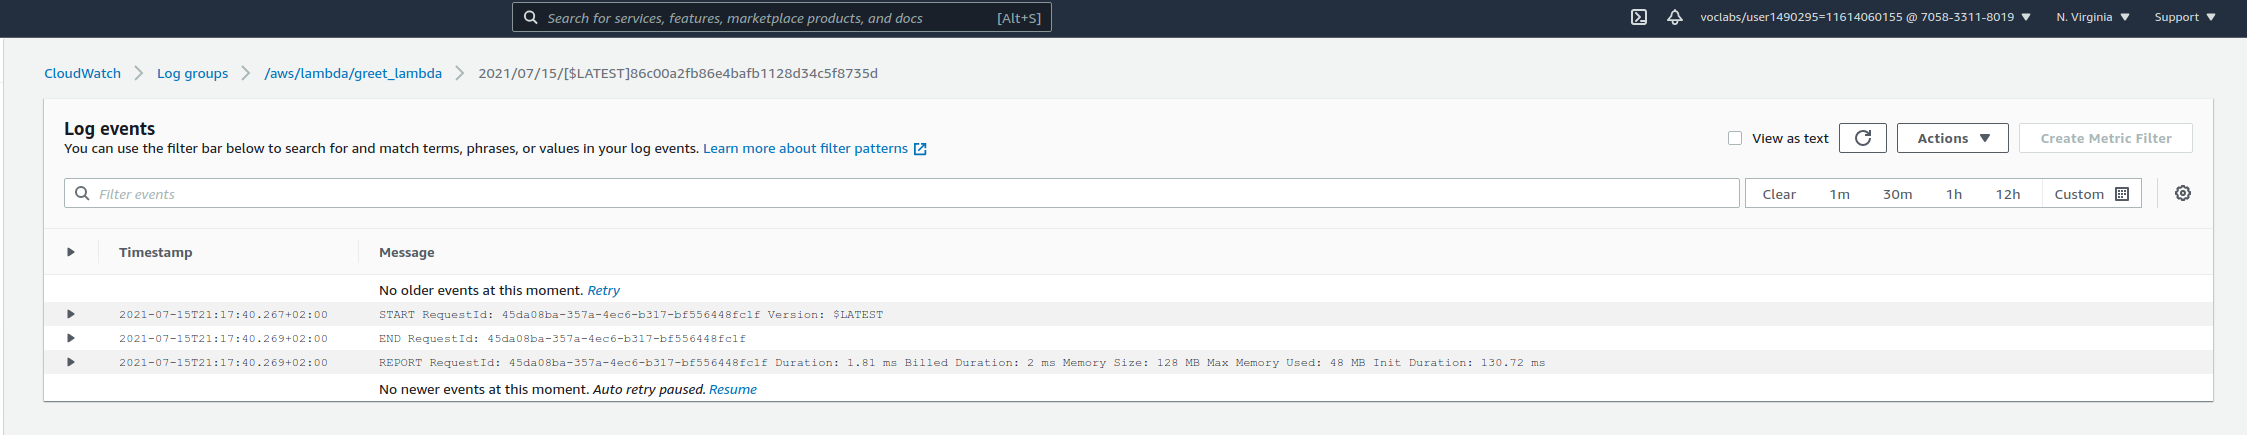 Search for services, features, marketplace products, and docs [Alt+S] voclabs/user1490295=11614060155 @ 7058-3311-8019 N. Virginia Support
CloudWatch Log groups /aws/lambda/greet_lambda 2021/07/15/[$LATEST]86c00a2fb86e4bafb1128d34c5f8735d
Log events
You can use the filter bar below to search for and match terms, phrases, or values in your log events. Learn more about filter patterns
View as text Actions Create Metric Filter
Filter events Clear 1m 30m 1h 12h Custom
Timestamp Message
No older events at this moment. Retry
2021-07-15T21:17:40.267+02:00 START RequestId: 45da08ba-357a-4ec6-b317-bf556448fc1f Version: $LATEST
2021-07-15T21:17:40.269+02:00 END RequestId: 45da08ba-357a-4ec6-b317-bf556448fc1f
2021-07-15T21:17:40.269+02:00 REPORT RequestId: 45da08ba-357a-4ec6-b317-bf556448fc1f Duration: 1.81 ms Billed Duration: 2 ms Memory Size: 128 MB Max Memory Used: 48 MB Init Duration: 130.72 ms
No newer events at this moment. Auto retry paused. Resume